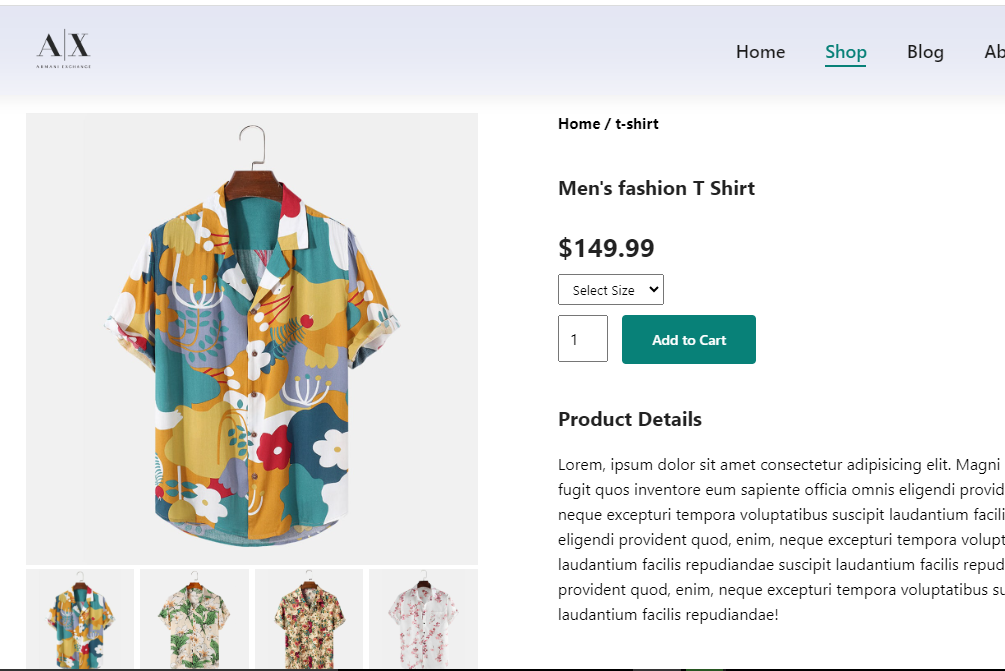 A|X
ARMANI EXCHANGE
Home Shop Blog Ab
Home / t-shirt
Men's fashion T Shirt
$149.99
Select Size
1 Add to Cart
Product Details
Lorem, ipsum dolor sit amet consectetur adipisicing elit. Magni
fugit quos inventore eum sapiente officia omnis eligendi provid
neque excepturi tempora voluptatibus suscipit laudantium facili
eligendi provident quod, enim, neque excepturi tempora volupt
laudantium facilis repudiandae suscipit laudantium facilis repud
provident quod, enim, neque excepturi tempora voluptatibus su
laudantium facilis repudiandae!